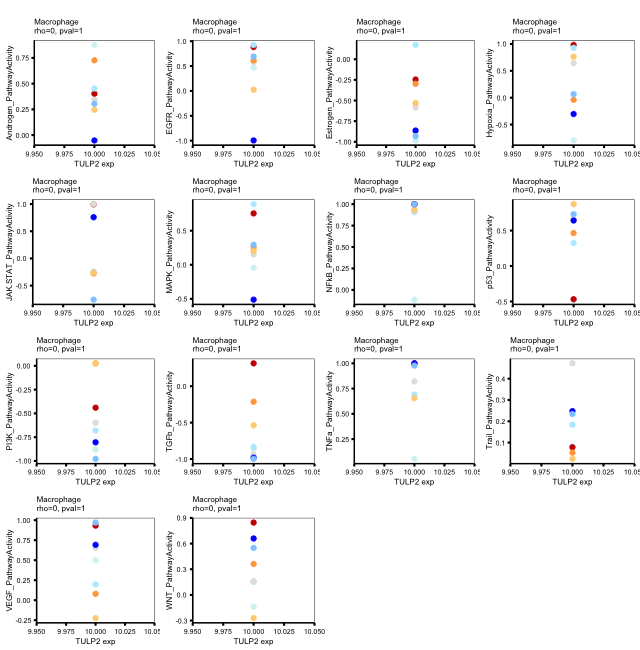 Macrophage
rho=0, pval=1
Androgen_PathwayActivity
0.75
0.50
0.25
0.00
9.950 9.975 10.000 10.025 10.05
TULP2 exp
Macrophage
rho=0, pval=1
EGFR_PathwayActivity
1.0
0.5
0.0
-0.5
-1.0
9.950 9.975 10.000 10.025 10.05
TULP2 exp
Macrophage
rho=0, pval=1
Estrogen_PathwayActivity
0.00
-0.25
-0.50
-0.75
-1.00
9.950 9.975 10.000 10.025 10.05
TULP2 exp
Macrophage
rho=0, pval=1
Hypoxia_PathwayActivity
1.0
0.5
0.0
-0.5
9.950 9.975 10.000 10.025 10.05
TULP2 exp
Macrophage
rho=0, pval=1
JAK.STAT_PathwayActivity
1.0
0.5
0.0
-0.5
9.950 9.975 10.000 10.025 10.05
TULP2 exp
Macrophage
rho=0, pval=1
MAPK_PathwayActivity
0.5
0.0
-0.5
9.950 9.975 10.000 10.025 10.05
TULP2 exp
Macrophage
rho=0, pval=1
NFkB_PathwayActivity
1.00
0.75
0.50
0.25
0.00
9.950 9.975 10.000 10.025 10.05
TULP2 exp
Macrophage
rho=0, pval=1
p53_PathwayActivity
0.5
0.0
-0.5
9.950 9.975 10.000 10.025 10.05
TULP2 exp
Macrophage
rho=0, pval=1
PI3K_PathwayActivity
0.00
-0.25
-0.50
-0.75
-1.00
9.950 9.975 10.000 10.025 10.05
TULP2 exp
Macrophage
rho=0, pval=1
TGFb_PathwayActivity
0.0
-0.5
-1.0
9.950 9.975 10.000 10.025 10.05
TULP2 exp
Macrophage
rho=0, pval=1
TNFa_PathwayActivity
1.00
0.75
0.50
0.25
9.950 9.975 10.000 10.025 10.05
TULP2 exp
Macrophage
rho=0, pval=1
Trail_PathwayActivity
0.4
0.3
0.2
0.1
9.950 9.975 10.000 10.025 10.05
TULP2 exp
Macrophage
rho=0, pval=1
VEGF_PathwayActivity
1.00
0.75
0.50
0.25
0.00
-0.25
9.950 9.975 10.000 10.025 10.05
TULP2 exp
Macrophage
rho=0, pval=1
WNT_PathwayActivity
0.9
0.6
0.3
0.0
-0.3
9.950 9.975 10.000 10.025 10.050
TULP2 exp